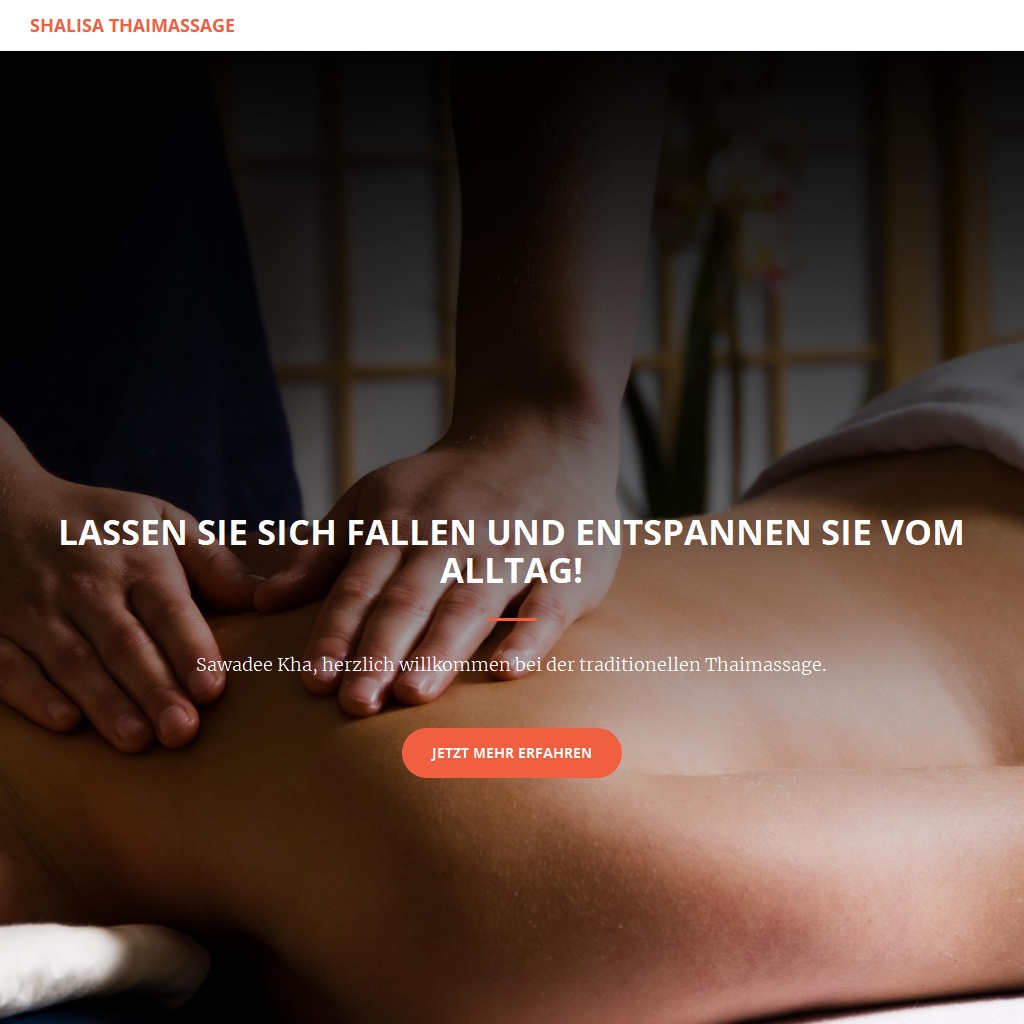 SHALISA THAIMASSAGE
LASSEN SIE SICH FALLEN UND ENTSPANNEN SIE VOM
ALLTAG!
Sawadee Kha, herzlich willkommen bei der traditionellen Thaimassage.
JETZT MEHR ERFAHREN